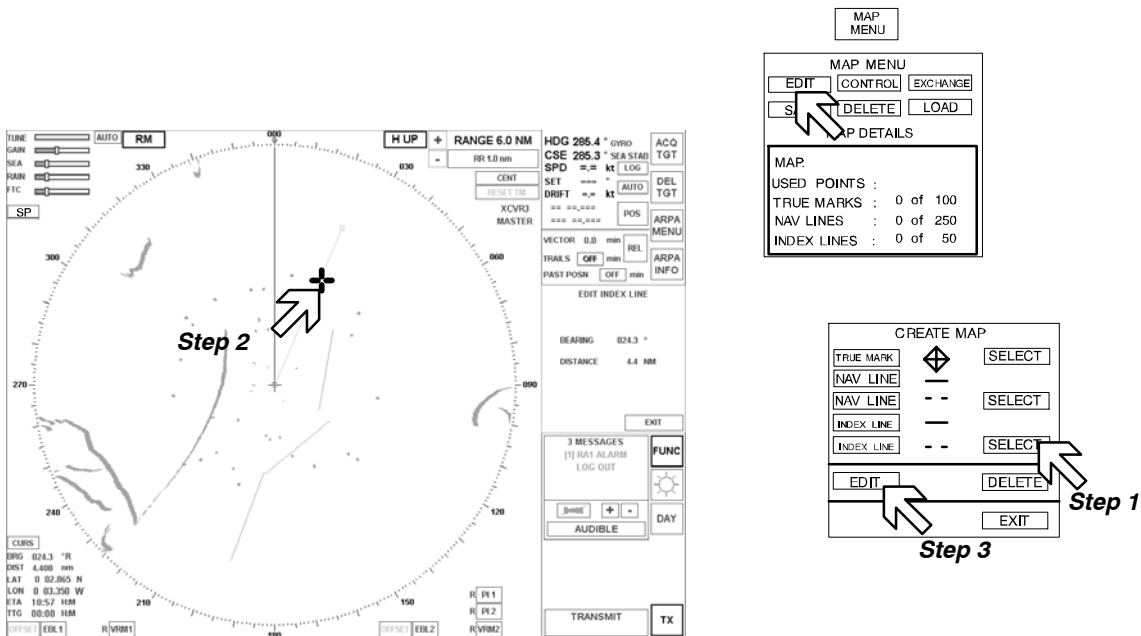 MAP
MENU
MAP MENU
EDIT CONTROL EXCHANGE
DELETE LOAD
MAP DETAILS
MAP.
USED POINTS :
TRUE MARKS : 0 of 100
NAV LINES : 0 of 250
INDEX LINES : 0 of 50
TUNE AUTO RM
GAIN
SEA
RAIN
FTC
SP
000
030
060
090
120
150
180
210
240
270
300
330
H UP + RANGE 6.0 NM
- RR 1.0 nm
CENT
RESET TM
XCVR3
MASTER
HDG 285.4 ° GYRO
CSE 285.3 ° SEA STAB
SPD =.= kt LOG
SET --- °
DRIFT =.= kt AUTO
== ==,=== POS
=== ==,===
ACQ
TGT
DEL
TGT
ARPA
MENU
ARPA
INFO
VECTOR 0.0 min REL
TRAILS OFF min
PAST POSN OFF min
EDIT INDEX LINE
BEARING 024.3 °
DISTANCE 4.4 NM
EXIT
3 MESSAGES
[1] RA1 ALARM
LOG OUT
FUNC
+ -
AUDIBLE
DAY
TRANSMIT TX
Step 2
CURS
BRG 024.3 °R
DIST 4.408 nm
LAT 0 02.865 N
LON 0 03.350 W
ETA 10:57 H:M
TTG 00:00 H:M
OFFSET EBL1 R VRM1
OFFSET EBL2 R VRM2
R PI 1
R PI 2
CREATE MAP
TRUE MARK SELECT
NAV LINE
NAV LINE SELECT
INDEX LINE
INDEX LINE SELECT
EDIT DELETE
EXIT
Step 1
Step 3